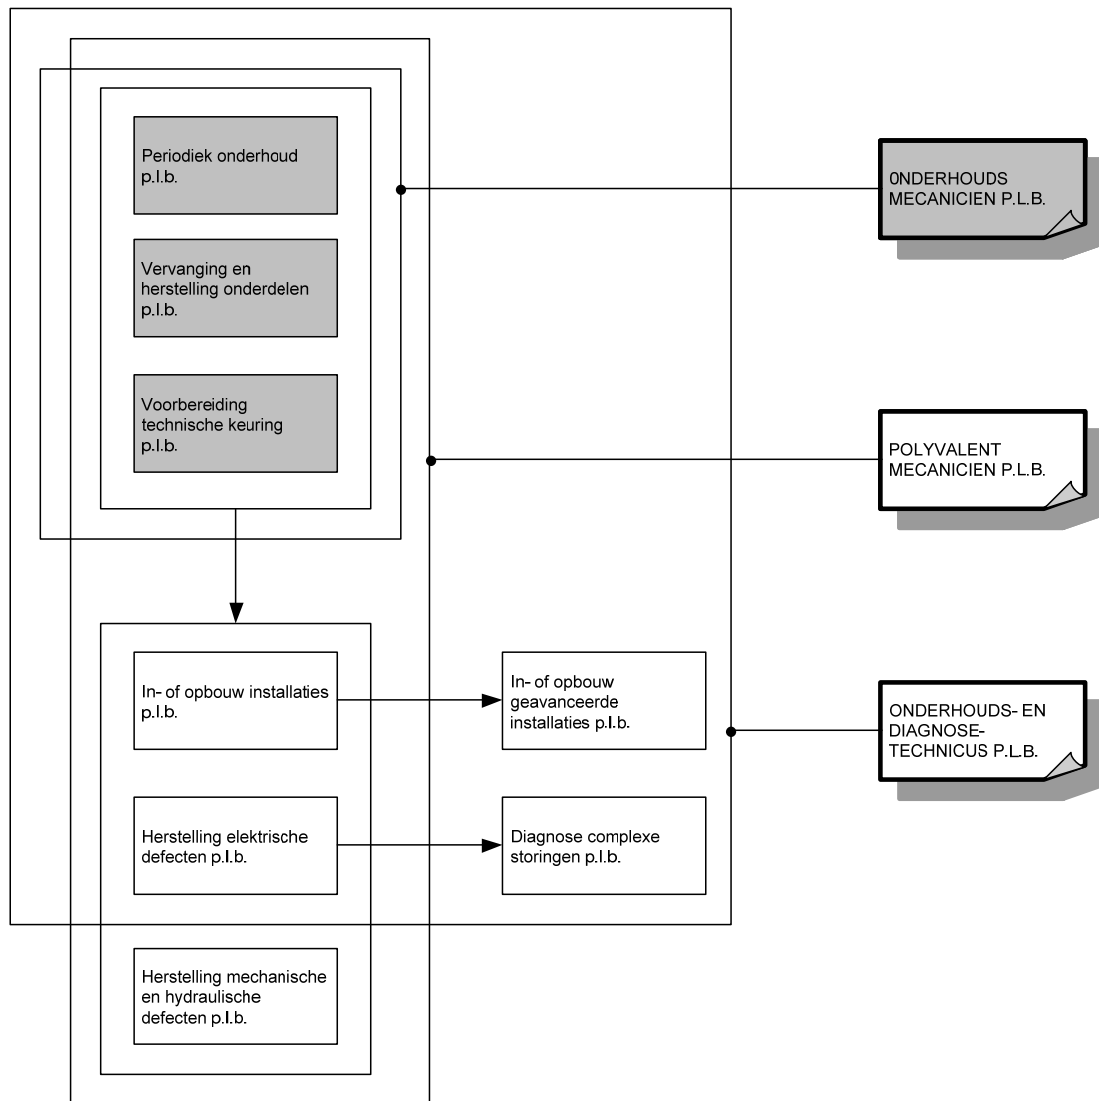 Periodiek onderhoud
p.l.b.
Vervanging en
herstelling onderdelen
p.l.b.
Voorbereiding
technische keuring
p.l.b.
In- of opbouw installaties
p.l.b.
Herstelling elektrische
defecten p.l.b.
Herstelling mechanische
en hydraulische
defecten p.l.b.
In- of opbouw
geavanceerde
installaties p.l.b.
Diagnose complexe
storingen p.l.b.
0NDERHOUDS
MECANICIEN P.L.B.
POLYVALENT
MECANICIEN P.L.B.
ONDERHOUDS- EN
DIAGNOSE-
TECHNICUS P.L.B.